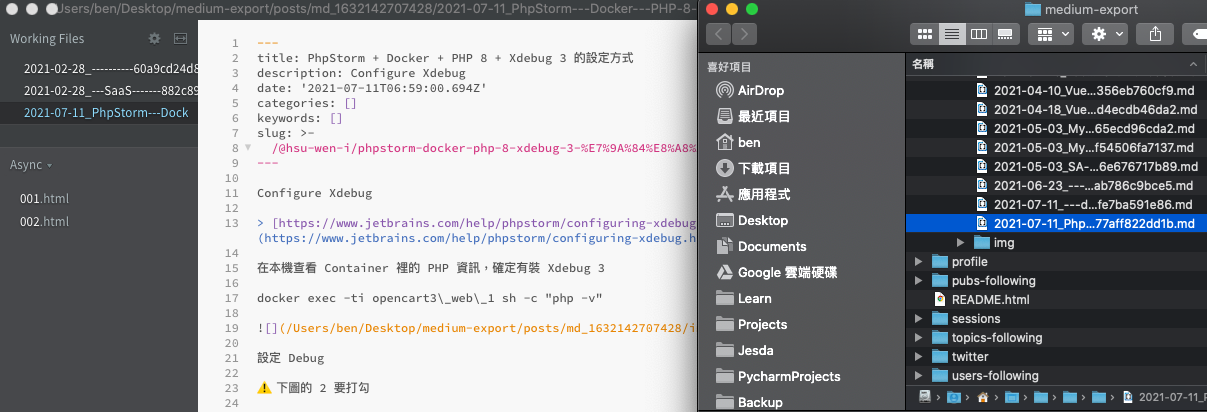 /Users/ben/Desktop/medium-export/posts/md_1632142707428/2021-07-11_PhpStorm---Docker---PHP-8-
Working Files
2021-02-28_----------60a9cd24d8
2021-02-28_---SaaS-------882c89
2021-07-11_PhpStorm---Dock
Async
001.html
002.html
1 ---
2 title: PhpStorm + Docker + PHP 8 + Xdebug 3 的設定方式
3 description: Configure Xdebug
4 date: '2021-07-11T06:59:00.694Z'
5 categories: []
6 keywords: []
7 slug: >-
8 /@hsu-wen-i/phpstorm-docker-php-8-xdebug-3-%E7%9A%84%E8%A8%
9 ---
10
11 Configure Xdebug
12
13 > [https://www.jetbrains.com/help/phpstorm/configuring-xdebug
(https://www.jetbrains.com/help/phpstorm/configuring-xdebug.h
14
15 在本機查看 Container 裡的 PHP 資訊，確定有裝 Xdebug 3
16
17 docker exec -ti opencart3\_web\_1 sh -c "php -v"
18
19 ![](/Users/ben/Desktop/medium-export/posts/md_1632142707428/i
20
21 設定 Debug
22
23 ⚠️ 下圖的 2 要打勾
24
medium-export
喜好項目
AirDrop
最近項目
ben
下載項目
應用程式
Desktop
Documents
Google 雲端硬碟
Learn
Projects
Jesda
PycharmProjects
Backup
名稱
2021-04-10_Vue...356eb760cf9.md
2021-04-18_Vue...d4ecdb46da2.md
2021-05-03_My...65ecd96cda2.md
2021-05-03_My...f54506fa7137.md
2021-05-03_SA-...6e676717b89.md
2021-06-23_---...ab786c9bce5.md
2021-07-11_---d...fe7ba591e86.md
2021-07-11_Php...77aff822dd1b.md
img
profile
pubs-following
README.html
sessions
topics-following
twitter
users-following
2021-07-11_P